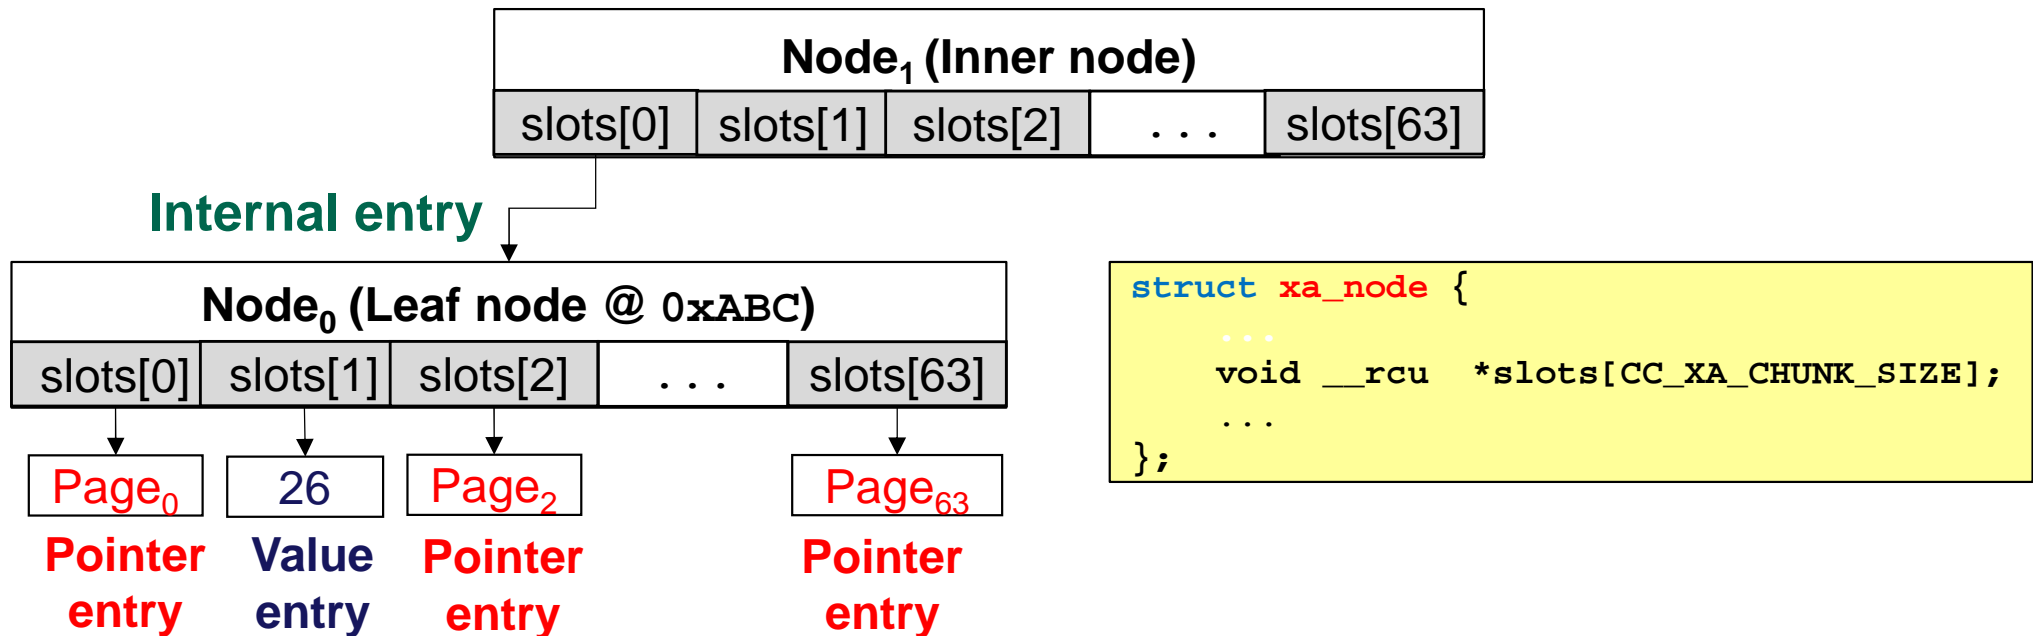 Node₁ (Inner node)
slots[0] slots[1] slots[2] ... slots[63]
Internal entry
Node₀ (Leaf node @ 0xABC)
slots[0] slots[1] slots[2] ... slots[63]
Page₀ 26 Page₂ Page₆₃
Pointer entry Value entry Pointer entry Pointer entry
struct xa_node {
...
void __rcu *slots[CC_XA_CHUNK_SIZE];
...
};